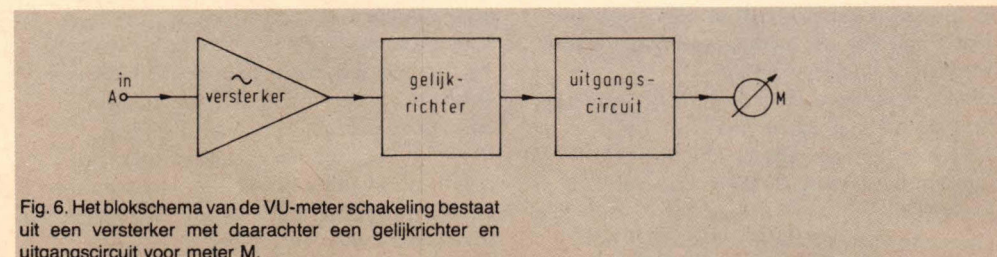 in
A
~
versterker
gelijk-
richter
uitgangs-
circuit
M
Fig. 6. Het blokschema van de VU-meter schakeling bestaat
uit een versterker met daarachter een gelijkrichter en
uitgangscircuit voor meter M.